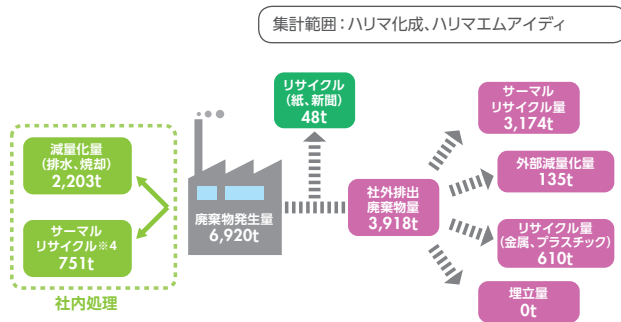 集計範囲：ハリマ化成、ハリマエムアイディ
リサイクル
(紙、新聞)
48t
サーマル
リサイクル量
3,174t
減量化量
(排水、焼却)
2,203t
外部減量化量
135t
廃棄物発生量
6,920t
社外排出
廃棄物量
3,918t
サーマル
リサイクル※4
751t
リサイクル量
(金属、プラスチック)
610t
社内処理
埋立量
0t